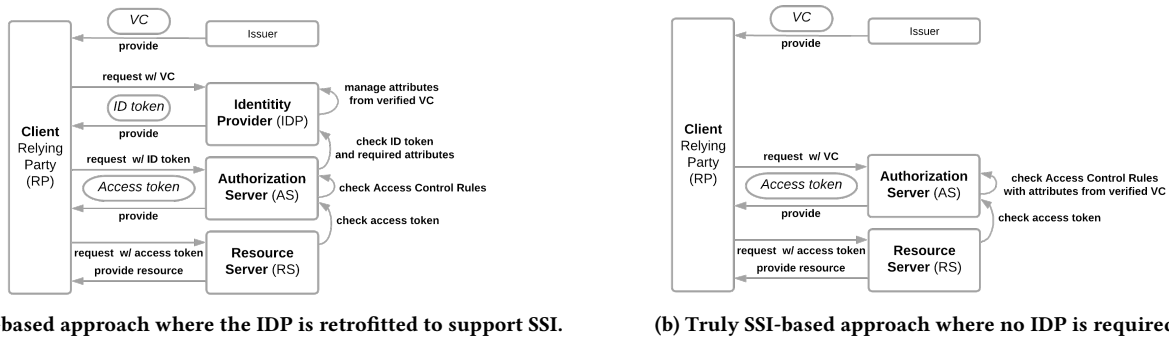 VC
Issuer
provide
request w/ VC
manage attributes
from verified VC
ID token
Identitity
Provider (IDP)
provide
check ID token
and required attributes
Client
Relying
Party
(RP)
request w/ ID token
Access token
Authorization
Server (AS)
check Access Control Rules
provide
check access token
request w/ access token
Resource
Server (RS)
provide resource
-based approach where the IDP is retrofitted to support SSI.
VC
Issuer
provide
Client
Relying
Party
(RP)
request w/ VC
Access token
Authorization
Server (AS)
check Access Control Rules
with attributes from verified VC
provide
check access token
request w/ access token
Resource
Server (RS)
provide resource
(b) Truly SSI-based approach where no IDP is required